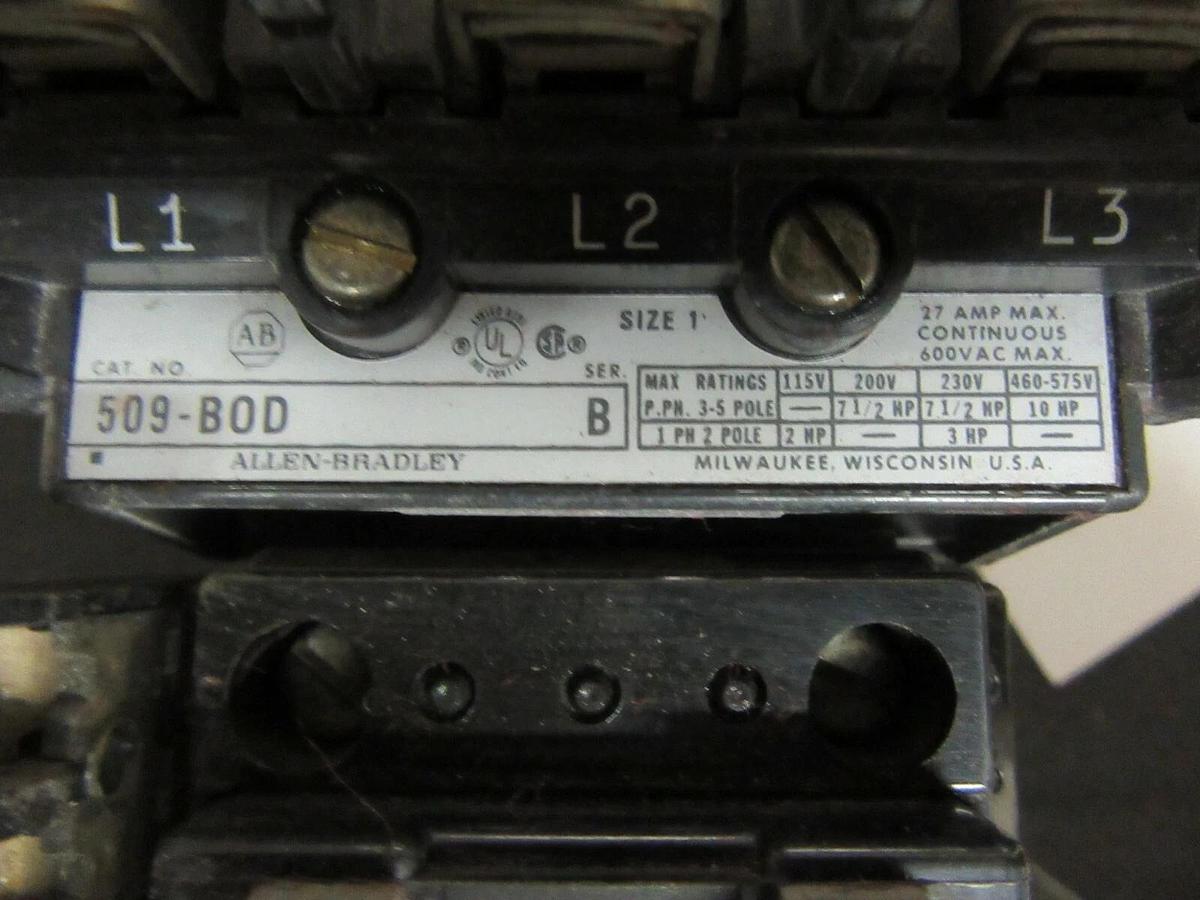 L1 L2 L3
AB
UL
SIZE 1
27 AMP MAX.
CONTINUOUS
600VAC MAX.
CAT. NO.
SER.
509-BOD
B
MAX RATINGS 115V 200V 230V 460-575V
P.PH. 3-5 POLE — 7 1/2 HP 7 1/2 HP 10 HP
1 PH 2 POLE 2 HP — 3 HP —
ALLEN-BRADLEY
MILWAUKEE, WISCONSIN U.S.A.